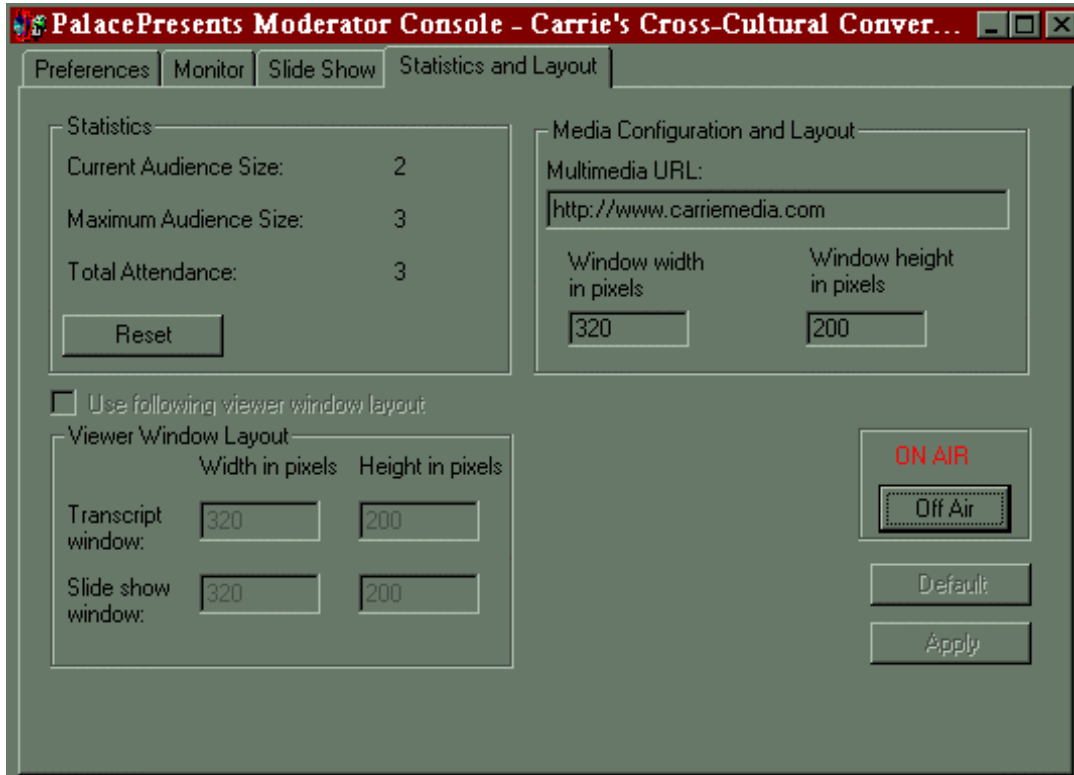 PalacePresents Moderator Console - Carrie's Cross-Cultural Conver...
Preferences Monitor Slide Show Statistics and Layout
Statistics
Current Audience Size: 2
Maximum Audience Size: 3
Total Attendance: 3
Reset
Media Configuration and Layout
Multimedia URL:
http://www.carriemedia.com
Window width Window height
in pixels in pixels
320 200
Use following viewer window layout
Viewer Window Layout
Width in pixels Height in pixels
Transcript
window: 320 200
Slide show
window: 320 200
ON AIR
Off Air
Default
Apply